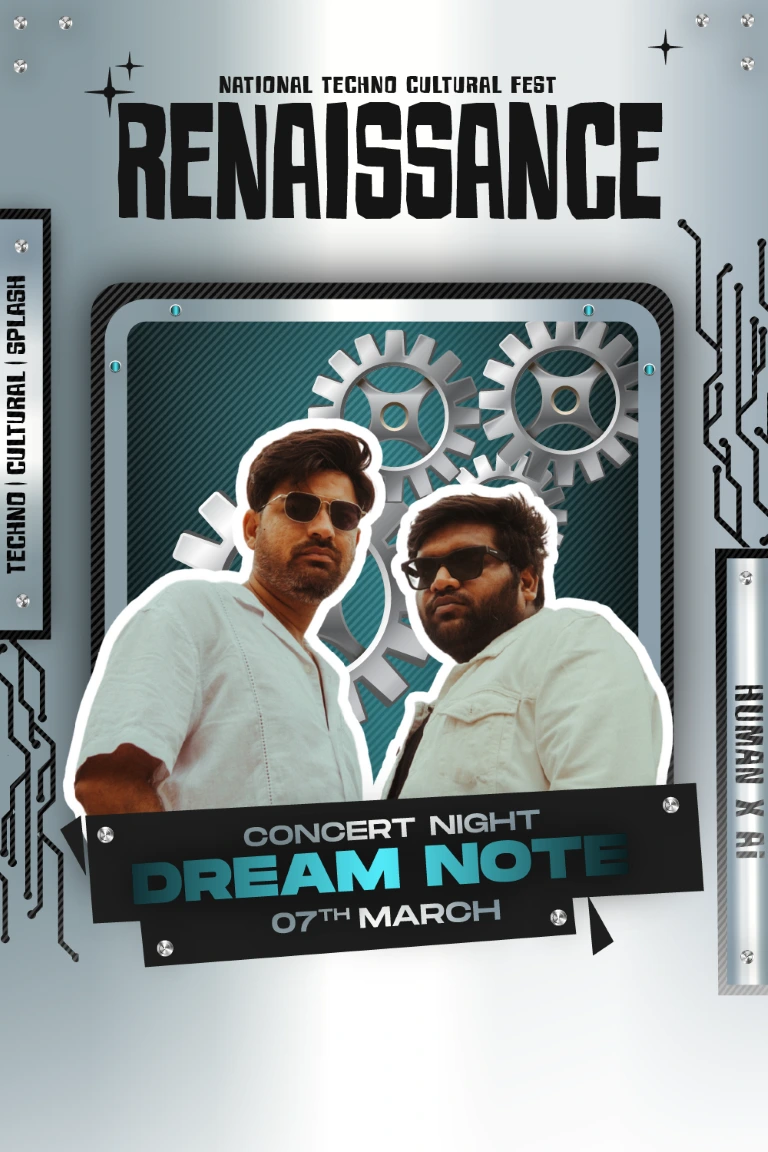 NATIONAL TECHNO CULTURAL FEST
RENAISSANCE
TECHNO | CULTURAL | SPLASH
HUMAN X Ai
CONCERT NIGHT
DREAM NOTE
07TH MARCH